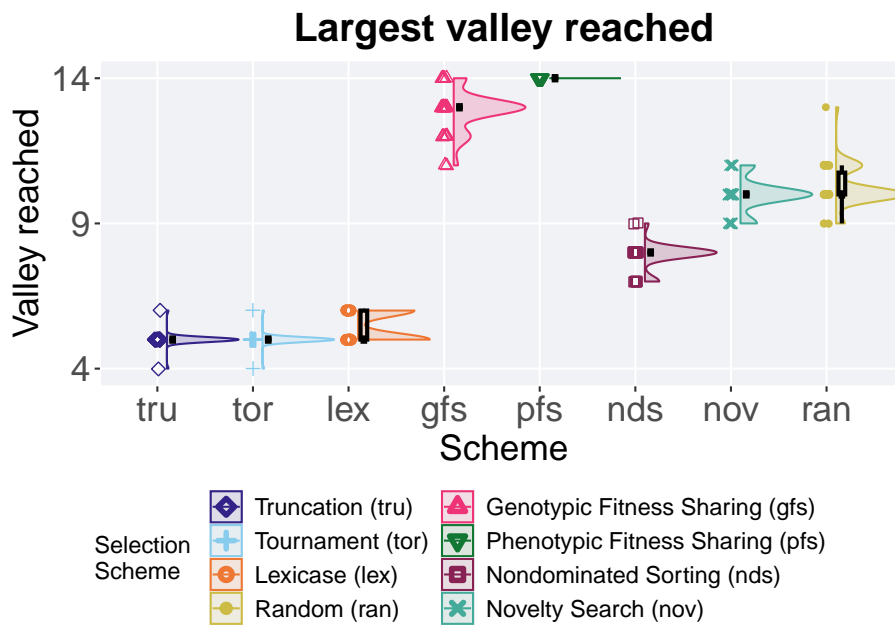 Largest valley reached
Valley reached
14
9
4
tru tor lex gfs pfs nds nov ran
Scheme
Selection
Scheme
Truncation (tru)
Tournament (tor)
Lexicase (lex)
Random (ran)
Genotypic Fitness Sharing (gfs)
Phenotypic Fitness Sharing (pfs)
Nondominated Sorting (nds)
Novelty Search (nov)